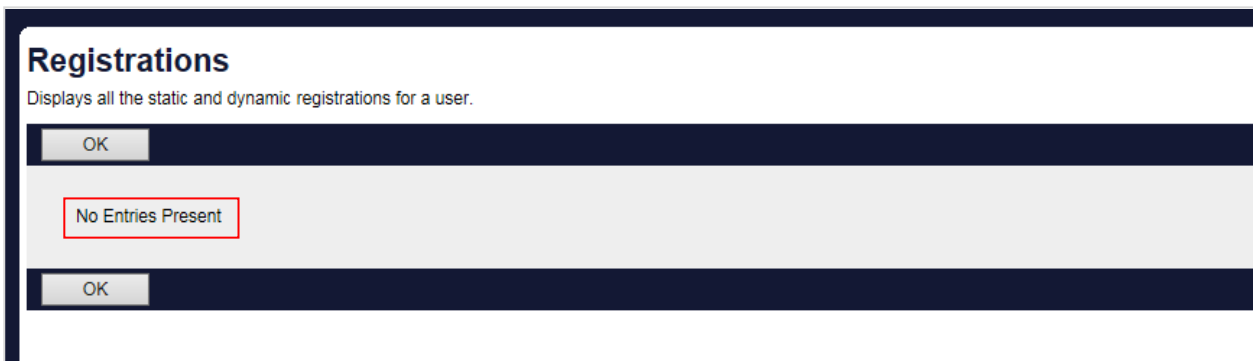 Registrations
Displays all the static and dynamic registrations for a user.
OK
No Entries Present
OK